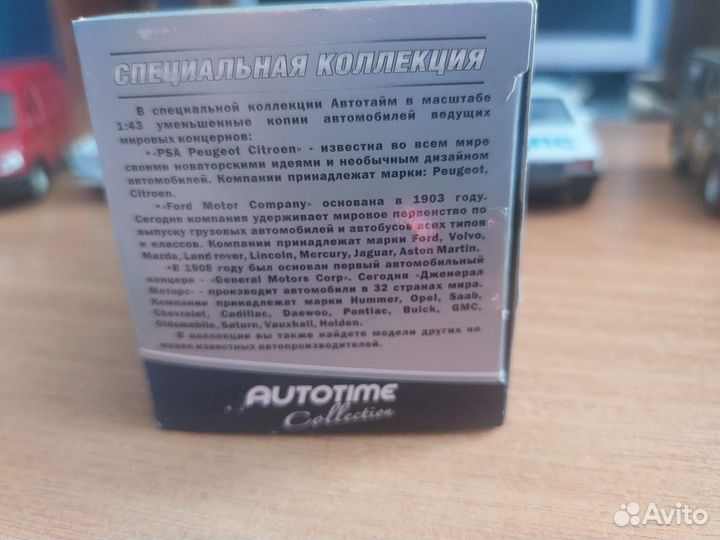 СПЕЦИАЛЬНАЯ КОЛЛЕКЦИЯ
В специальной коллекции Автотайм в масштабе
1:43 уменьшенные копии автомобилей ведущих
мировых концернов:
•«PSA Peugeot Citroen» - известна во всем мире
своими новаторскими идеями и необычным дизайном
автомобилей. Компании принадлежат марки: Peugeot,
Citroen.
•«Ford Motor Company» основана в 1903 году.
Сегодня компания удерживает мировое первенство по
выпуску грузовых автомобилей и автобусов всех типов
и классов. Компании принадлежат марки Ford, Volvo,
Mazda, Land rover, Lincoln, Mercury, Jaguar, Aston Martin.
•В 1908 году был основан первый автомобильный
концерн - «General Motors Corp». Сегодня «Дженерал
Моторс» - производит автомобили в 32 странах мира.
Компании принадлежат марки Hummer, Opel, Saab,
Chevrolet, Cadillac, Daewoo, Pontiac, Buick, GMC,
Oldsmobile, Saturn, Vauxhall, Holden.
В коллекции вы также найдете модели других не
менее известных автопроизводителей.
AUTOTIME
Collection
Avito